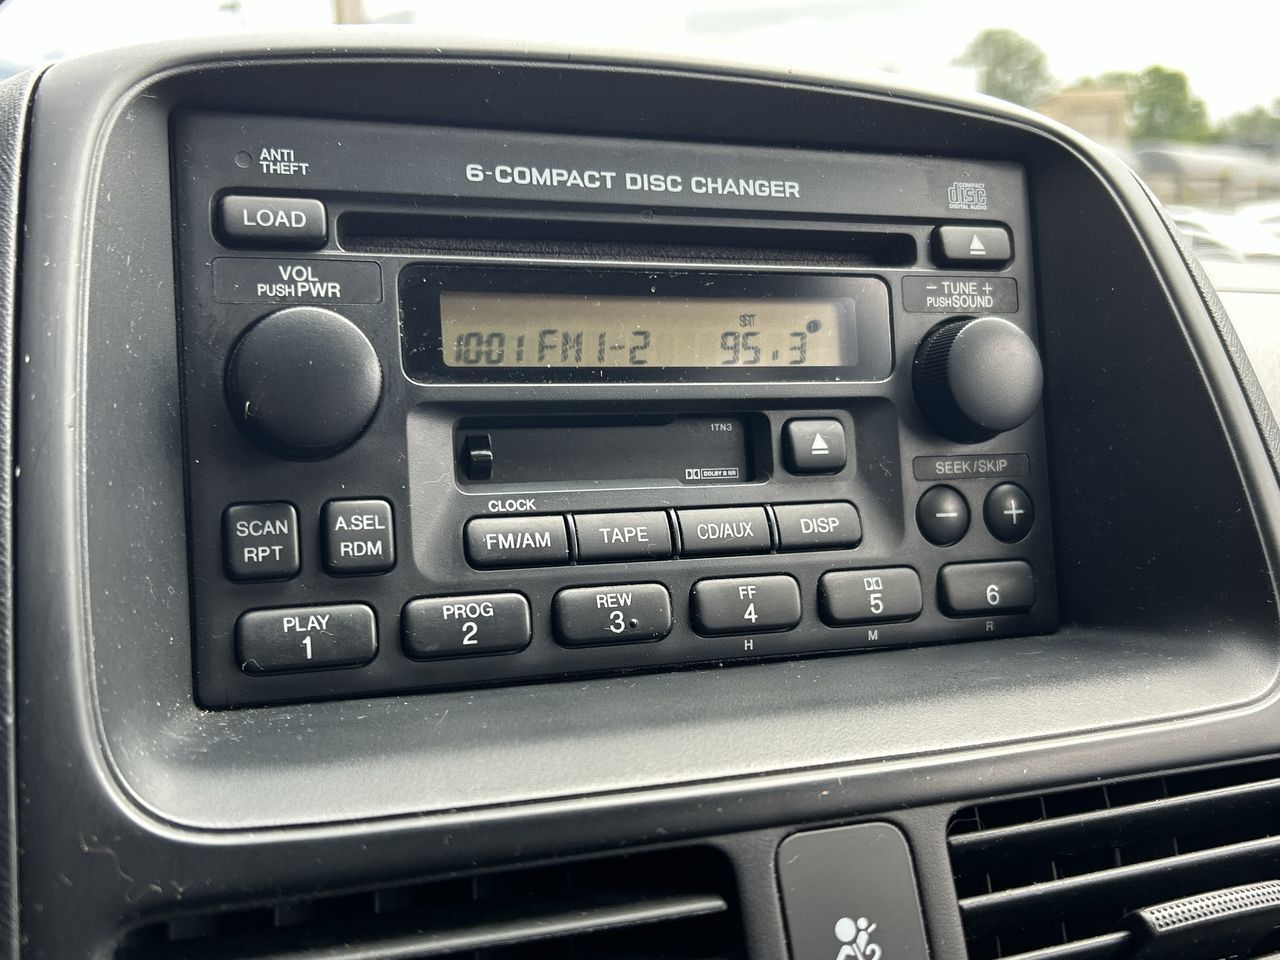 ANTI
THEFT
6-COMPACT DISC CHANGER
COMPACT
disc
DIGITAL AUDIO
LOAD
VOL
PUSH PWR
- TUNE +
PUSH SOUND
ST
1001 FM1-2 95.3
1TN3
DOLBY B NR
SEEK/SKIP
- +
CLOCK
FM/AM TAPE CD/AUX DISP
SCAN
RPT
A.SEL
RDM
PLAY
1
PROG
2
REW
3
FF
4
5
6
H M R